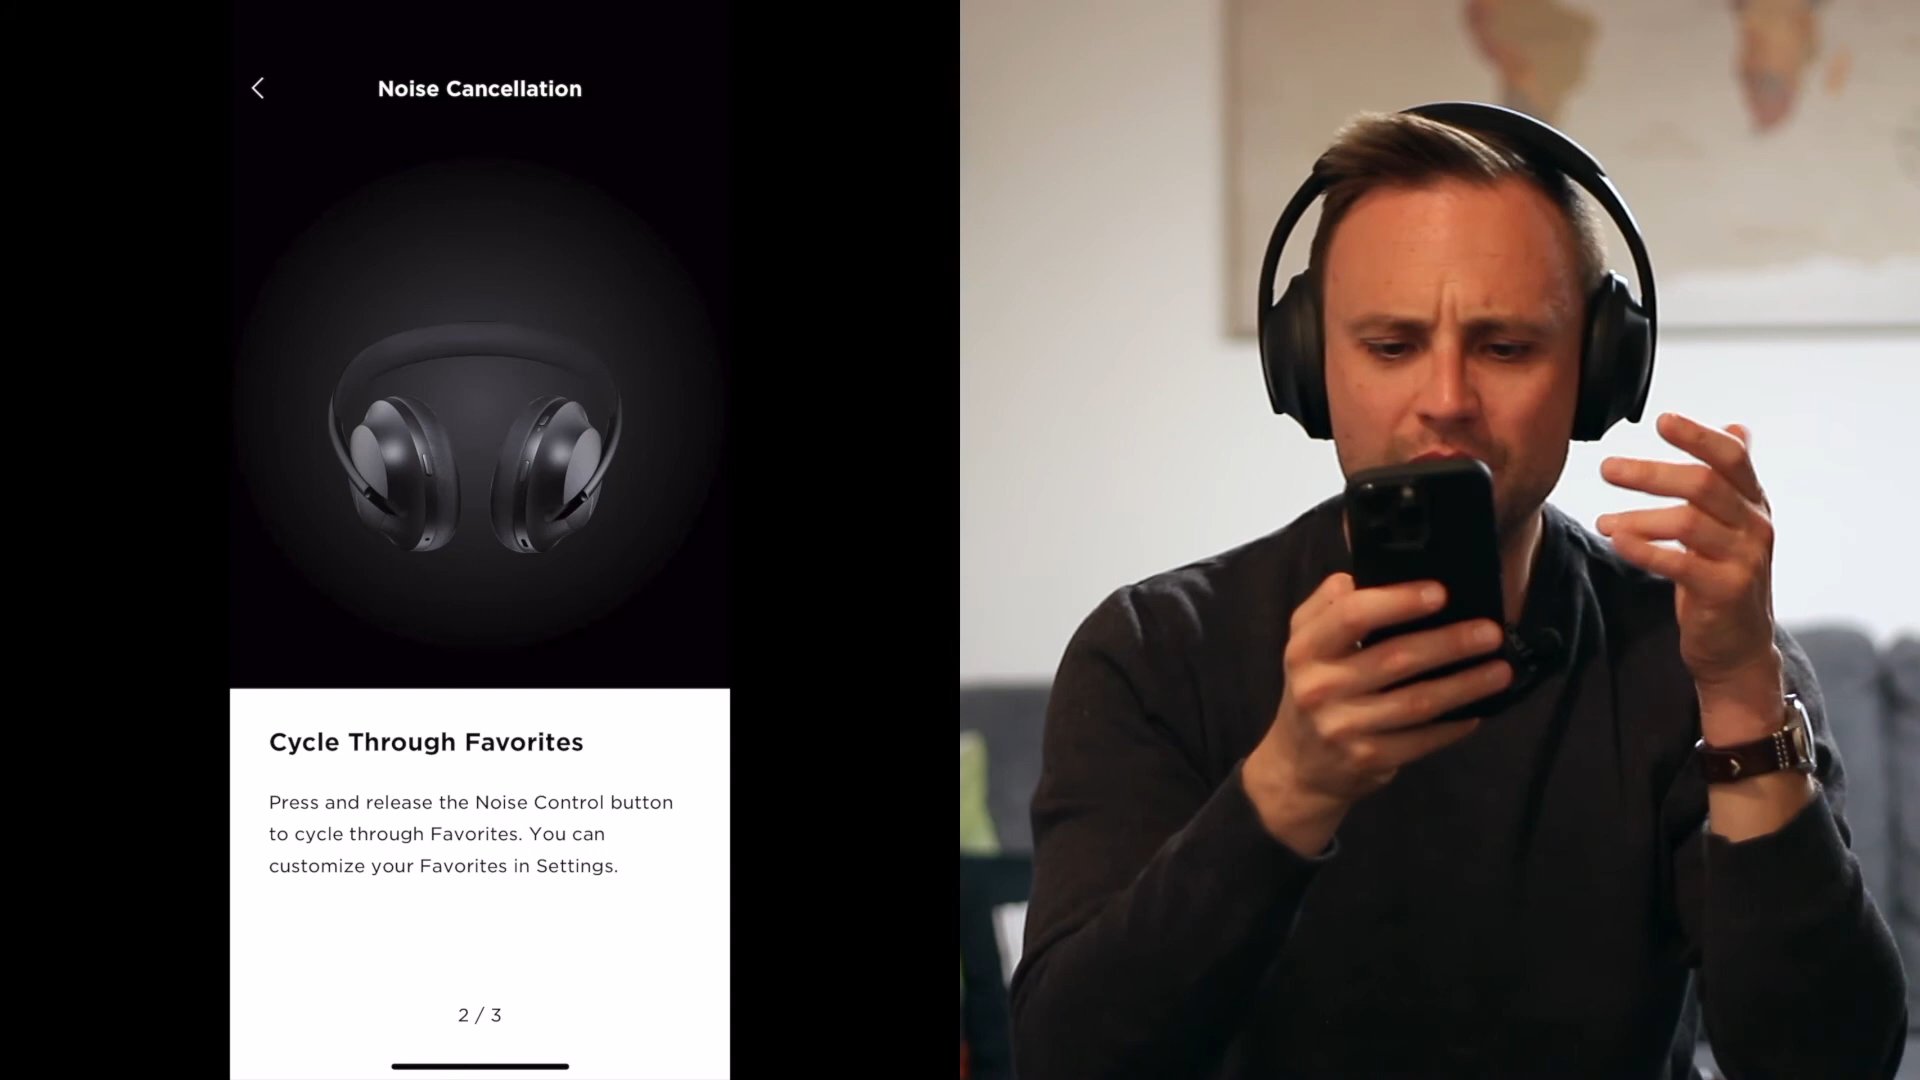 Noise Cancellation
Cycle Through Favorites
Press and release the Noise Control button
to cycle through Favorites. You can
customize your Favorites in Settings.
2 / 3